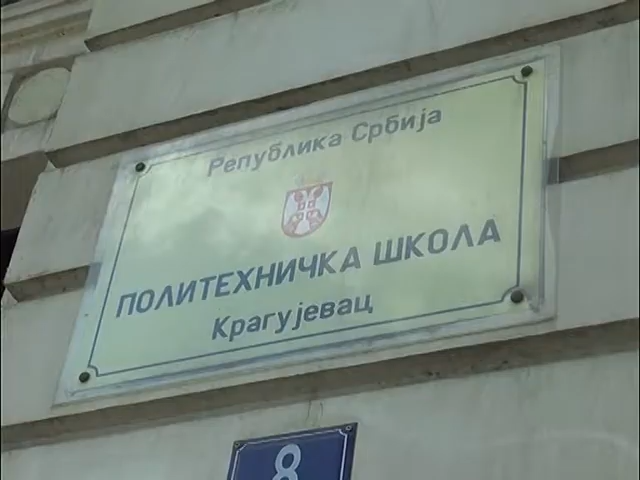 Република Србија
ПОЛИТЕХНИЧКА ШКОЛА
Крагујевац
8